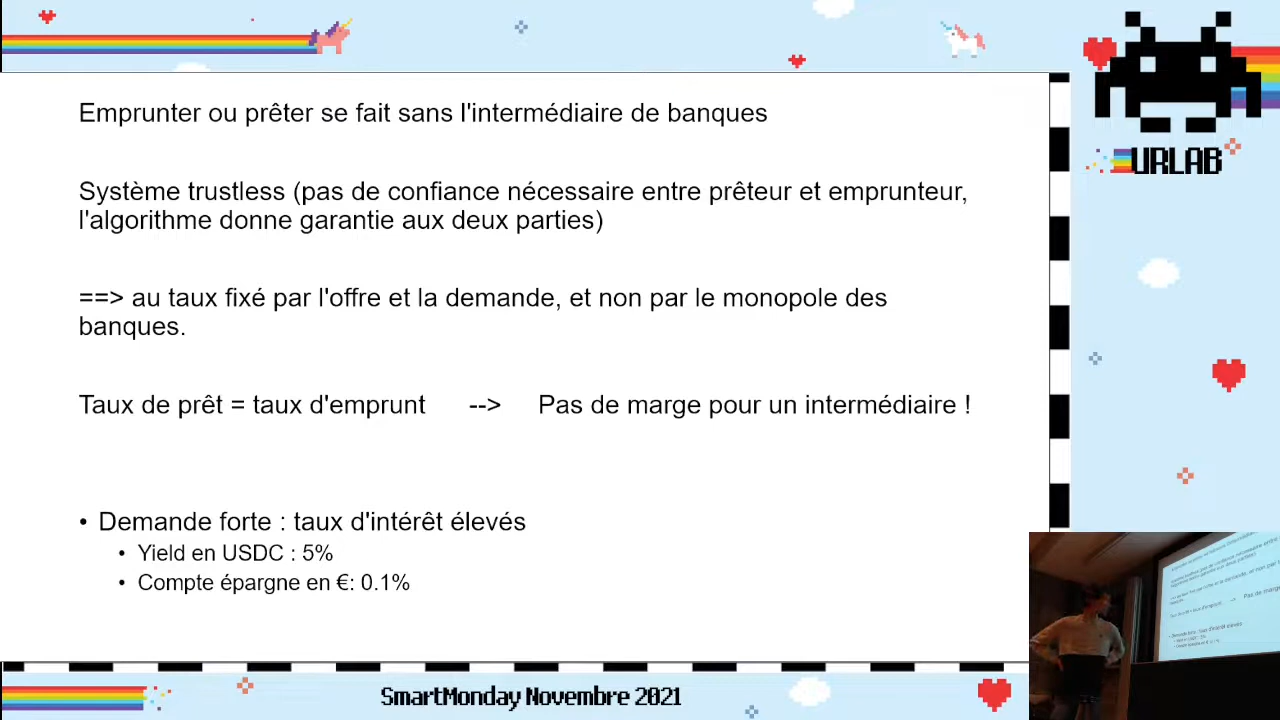 Emprunter ou prêter se fait sans l'intermédiaire de banques
Système trustless (pas de confiance nécessaire entre prêteur et emprunteur,
l'algorithme donne garantie aux deux parties)
==> au taux fixé par l'offre et la demande, et non par le monopole des
banques.
Taux de prêt = taux d'emprunt --> Pas de marge pour un intermédiaire !
• Demande forte : taux d'intérêt élevés
• Yield en USDC : 5%
• Compte épargne en €: 0.1%
URLAB
SmartMonday Novembre 2021